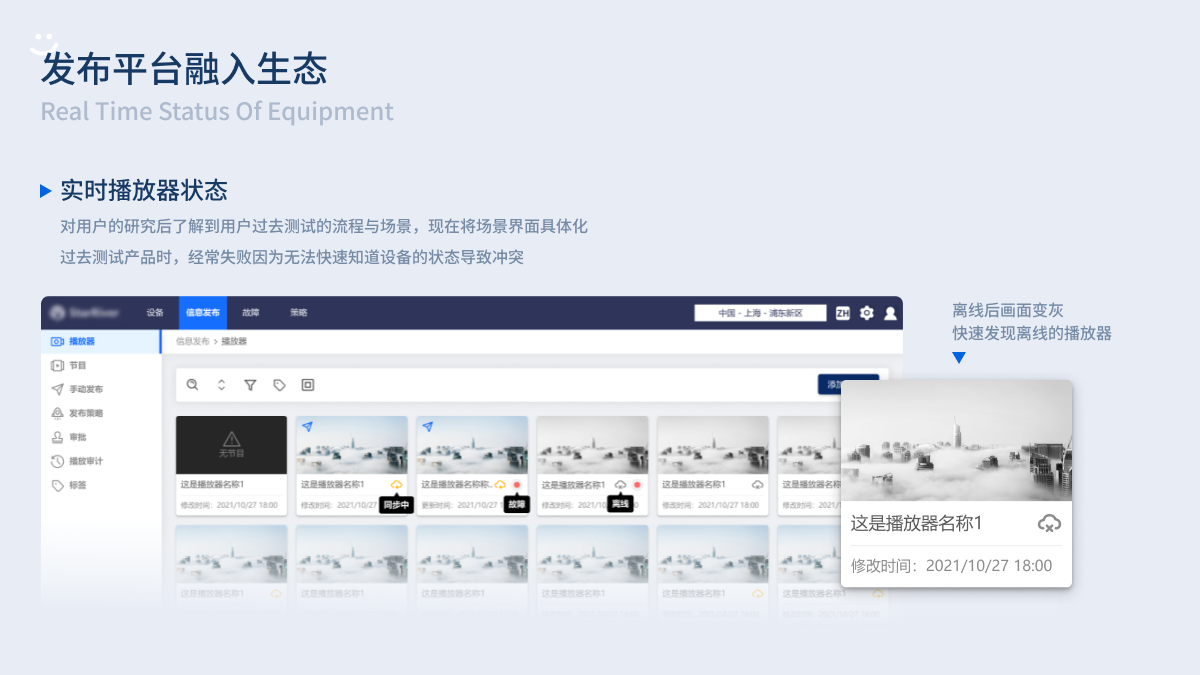 发布平台融入生态
Real Time Status Of Equipment
实时播放器状态
对用户的研究后了解到用户过去测试的流程与场景，现在将场景界面具体化
过去测试产品时，经常失败因为无法快速知道设备的状态导致冲突
StarRiver 设备 信息发布 故障 策略 中国 - 上海 - 浦东新区 ZH
播放器
信息发布 > 播放器
节目
手动发布
发布策略
审批
播放审计
标签
添加
无节目
这是播放器名称1 这是播放器名称1 这是播放器名称称... 这是播放器名称1 这是播放器名称1 这是播放器名
修改时间: 2021/10/27 18:00 修改时间: 2021/10/27 同步中 更新时间: 2021/10/27 1 故障 修改时间: 2021/10 离线 修改时间: 2021/10/27 18:00 修改时间: 2021/
这是播放器名称1 这是播放器名称1 这是播放器名称1 这是播放器名称1 这是播放器名称1 这是播放器名称1
离线后画面变灰
快速发现离线的播放器
这是播放器名称1
修改时间：2021/10/27 18:00